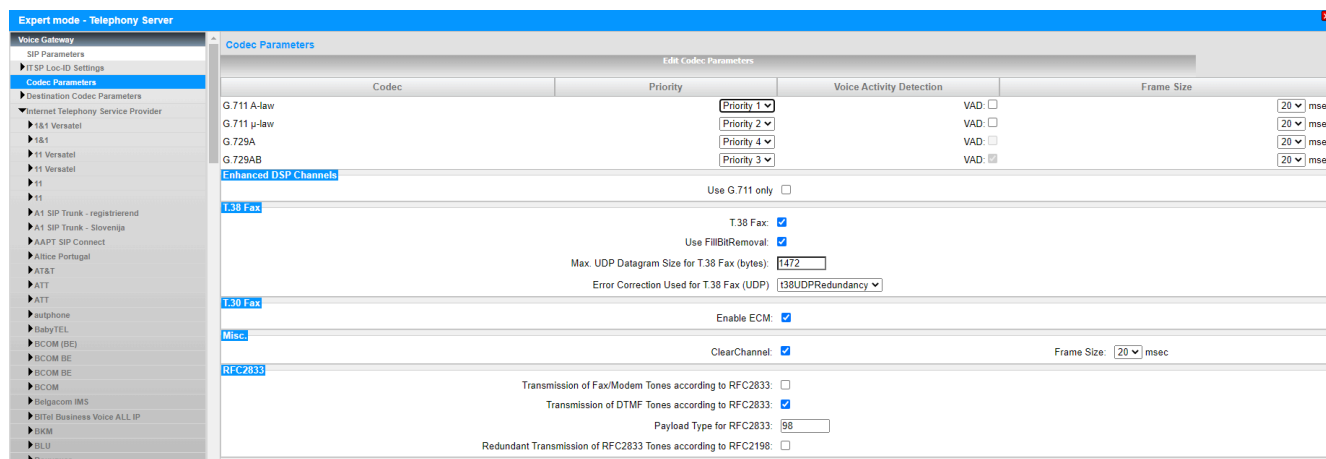 Expert mode - Telephony Server
Voice Gateway
SIP Parameters
ITSP Loc-ID Settings
Codec Parameters
Destination Codec Parameters
Internet Telephony Service Provider
1&1 Versatel
1&1
11 Versatel
11 Versatel
11
11
A1 SIP Trunk - registrierend
A1 SIP Trunk - Slovenija
AAPT SIP Connect
Altice Portugal
AT&T
ATT
ATT
autphone
BabyTEL
BCOM (BE)
BCOM BE
BCOM BE
BCOM
Belgacom IMS
BITel Business Voice ALL IP
BKM
BLU
Codec Parameters
Edit Codec Parameters
Codec Priority Voice Activity Detection Frame Size
G.711 A-law Priority 1 VAD: 20 mse
G.711 μ-law Priority 2 VAD: 20 mse
G.729A Priority 4 VAD: 20 mse
G.729AB Priority 3 VAD: 20 mse
Enhanced DSP Channels
Use G.711 only
T.38 Fax
T.38 Fax:
Use FillBitRemoval:
Max. UDP Datagram Size for T.38 Fax (bytes): 1472
Error Correction Used for T.38 Fax (UDP) t38UDPRedundancy
T.30 Fax
Enable ECM:
Misc.
ClearChannel: Frame Size: 20 msec
RFC2833
Transmission of Fax/Modem Tones according to RFC2833:
Transmission of DTMF Tones according to RFC2833:
Payload Type for RFC2833: 98
Redundant Transmission of RFC2833 Tones according to RFC2198: